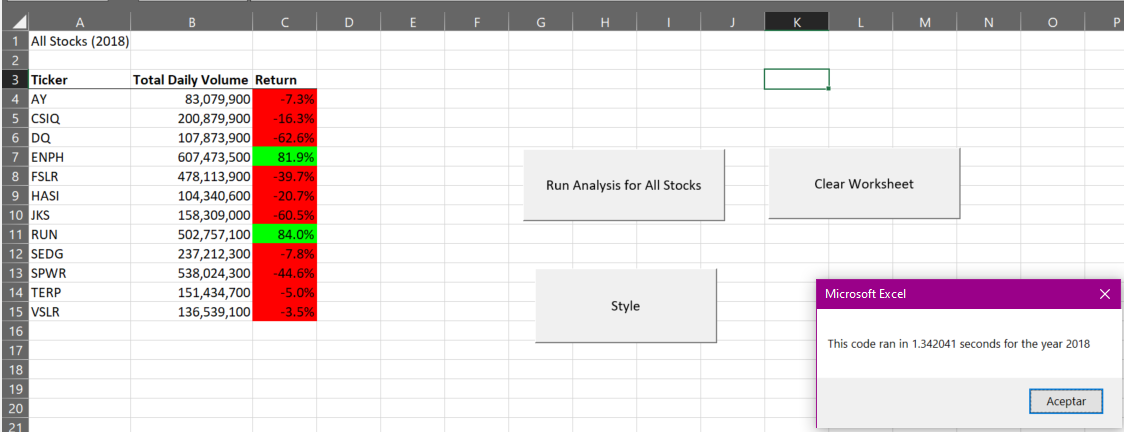 A B C D E F G H I J K L M N O P
1 All Stocks (2018)
2
3 Ticker Total Daily Volume Return
4 AY 83,079,900 -7.3%
5 CSIQ 200,879,900 -16.3%
6 DQ 107,873,900 -62.6%
7 ENPH 607,473,500 81.9%
8 FSLR 478,113,900 -39.7%
9 HASI 104,340,600 -20.7%
10 JKS 158,309,000 -60.5%
11 RUN 502,757,100 84.0%
12 SEDG 237,212,300 -7.8%
13 SPWR 538,024,300 -44.6%
14 TERP 151,434,700 -5.0%
15 VSLR 136,539,100 -3.5%
16
17
18
19
20
21
Run Analysis for All Stocks
Clear Worksheet
Style
Microsoft Excel
This code ran in 1.342041 seconds for the year 2018
Aceptar